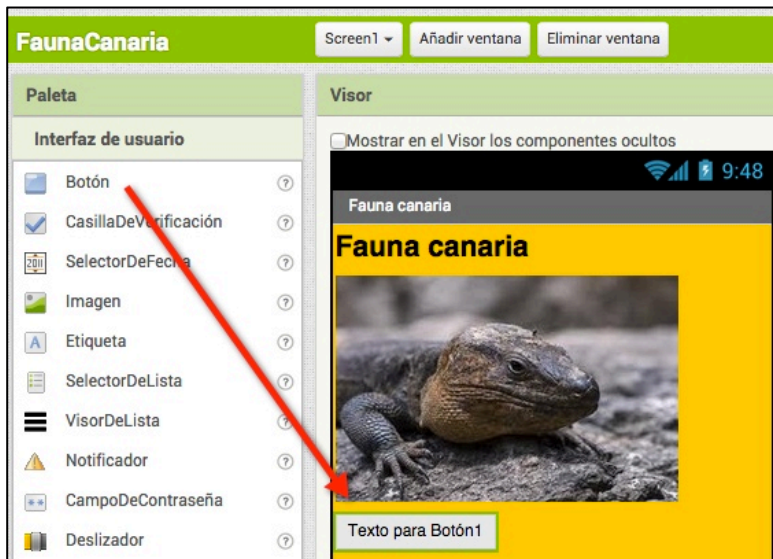 FaunaCanaria
Screen1 Añadir ventana Eliminar ventana
Paleta
Interfaz de usuario
Botón ?
CasillaDeVerificación ?
SelectorDeFecha ?
Imagen ?
A Etiqueta ?
SelectorDeLista ?
VisorDeLista ?
Notificador ?
CampoDeContraseña ?
Deslizador ?
Visor
Mostrar en el Visor los componentes ocultos
9:48
Fauna canaria
Fauna canaria
Texto para Botón1